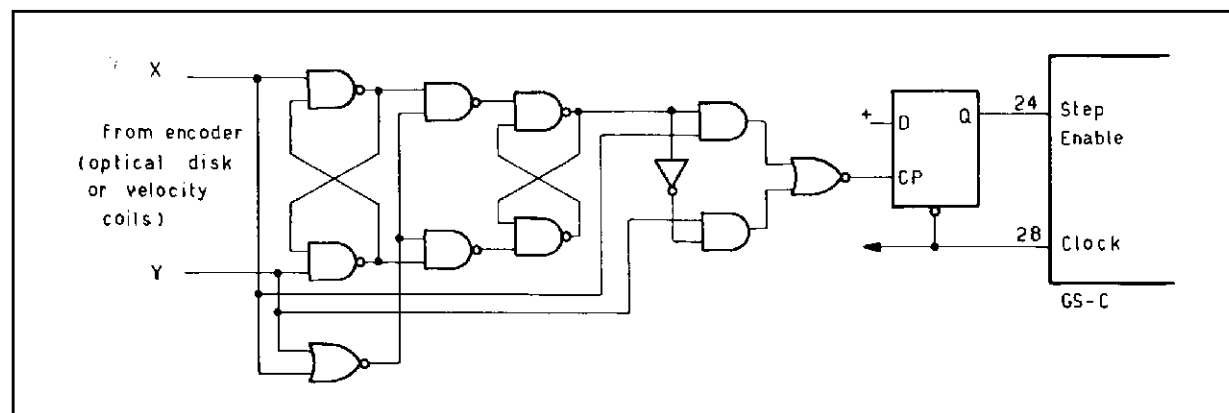 X
from encoder
(optical disk
or velocity
coils)
Y
+
D
Q
CP
24
Step
Enable
28
Clock
GS-C